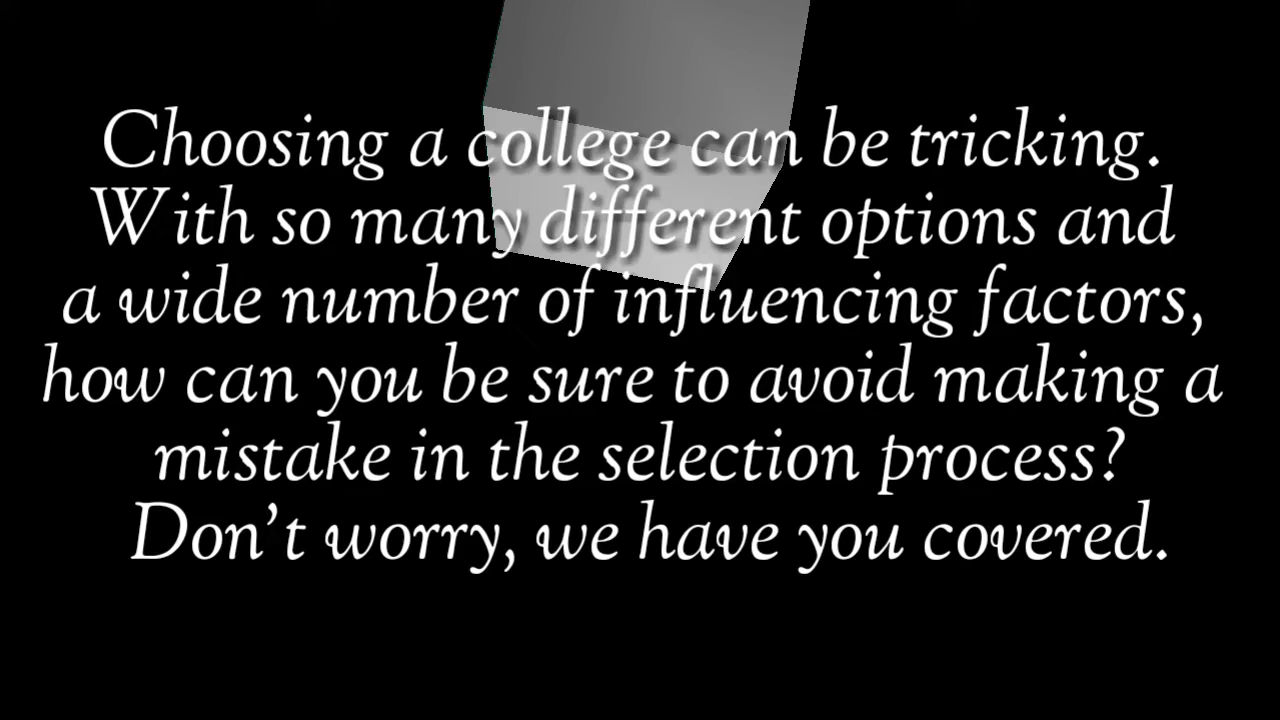 Choosing a college can be tricking.
With so many different options and
a wide number of influencing factors,
how can you be sure to avoid making a
mistake in the selection process?
Don't worry, we have you covered.